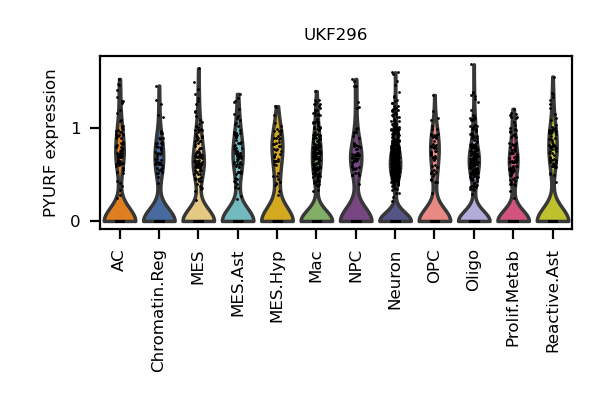 UKF296
PYURF expression
1
0
AC
Chromatin.Reg
MES
MES.Ast
MES.Hyp
Mac
NPC
Neuron
OPC
Oligo
Prolif.Metab
Reactive.Ast